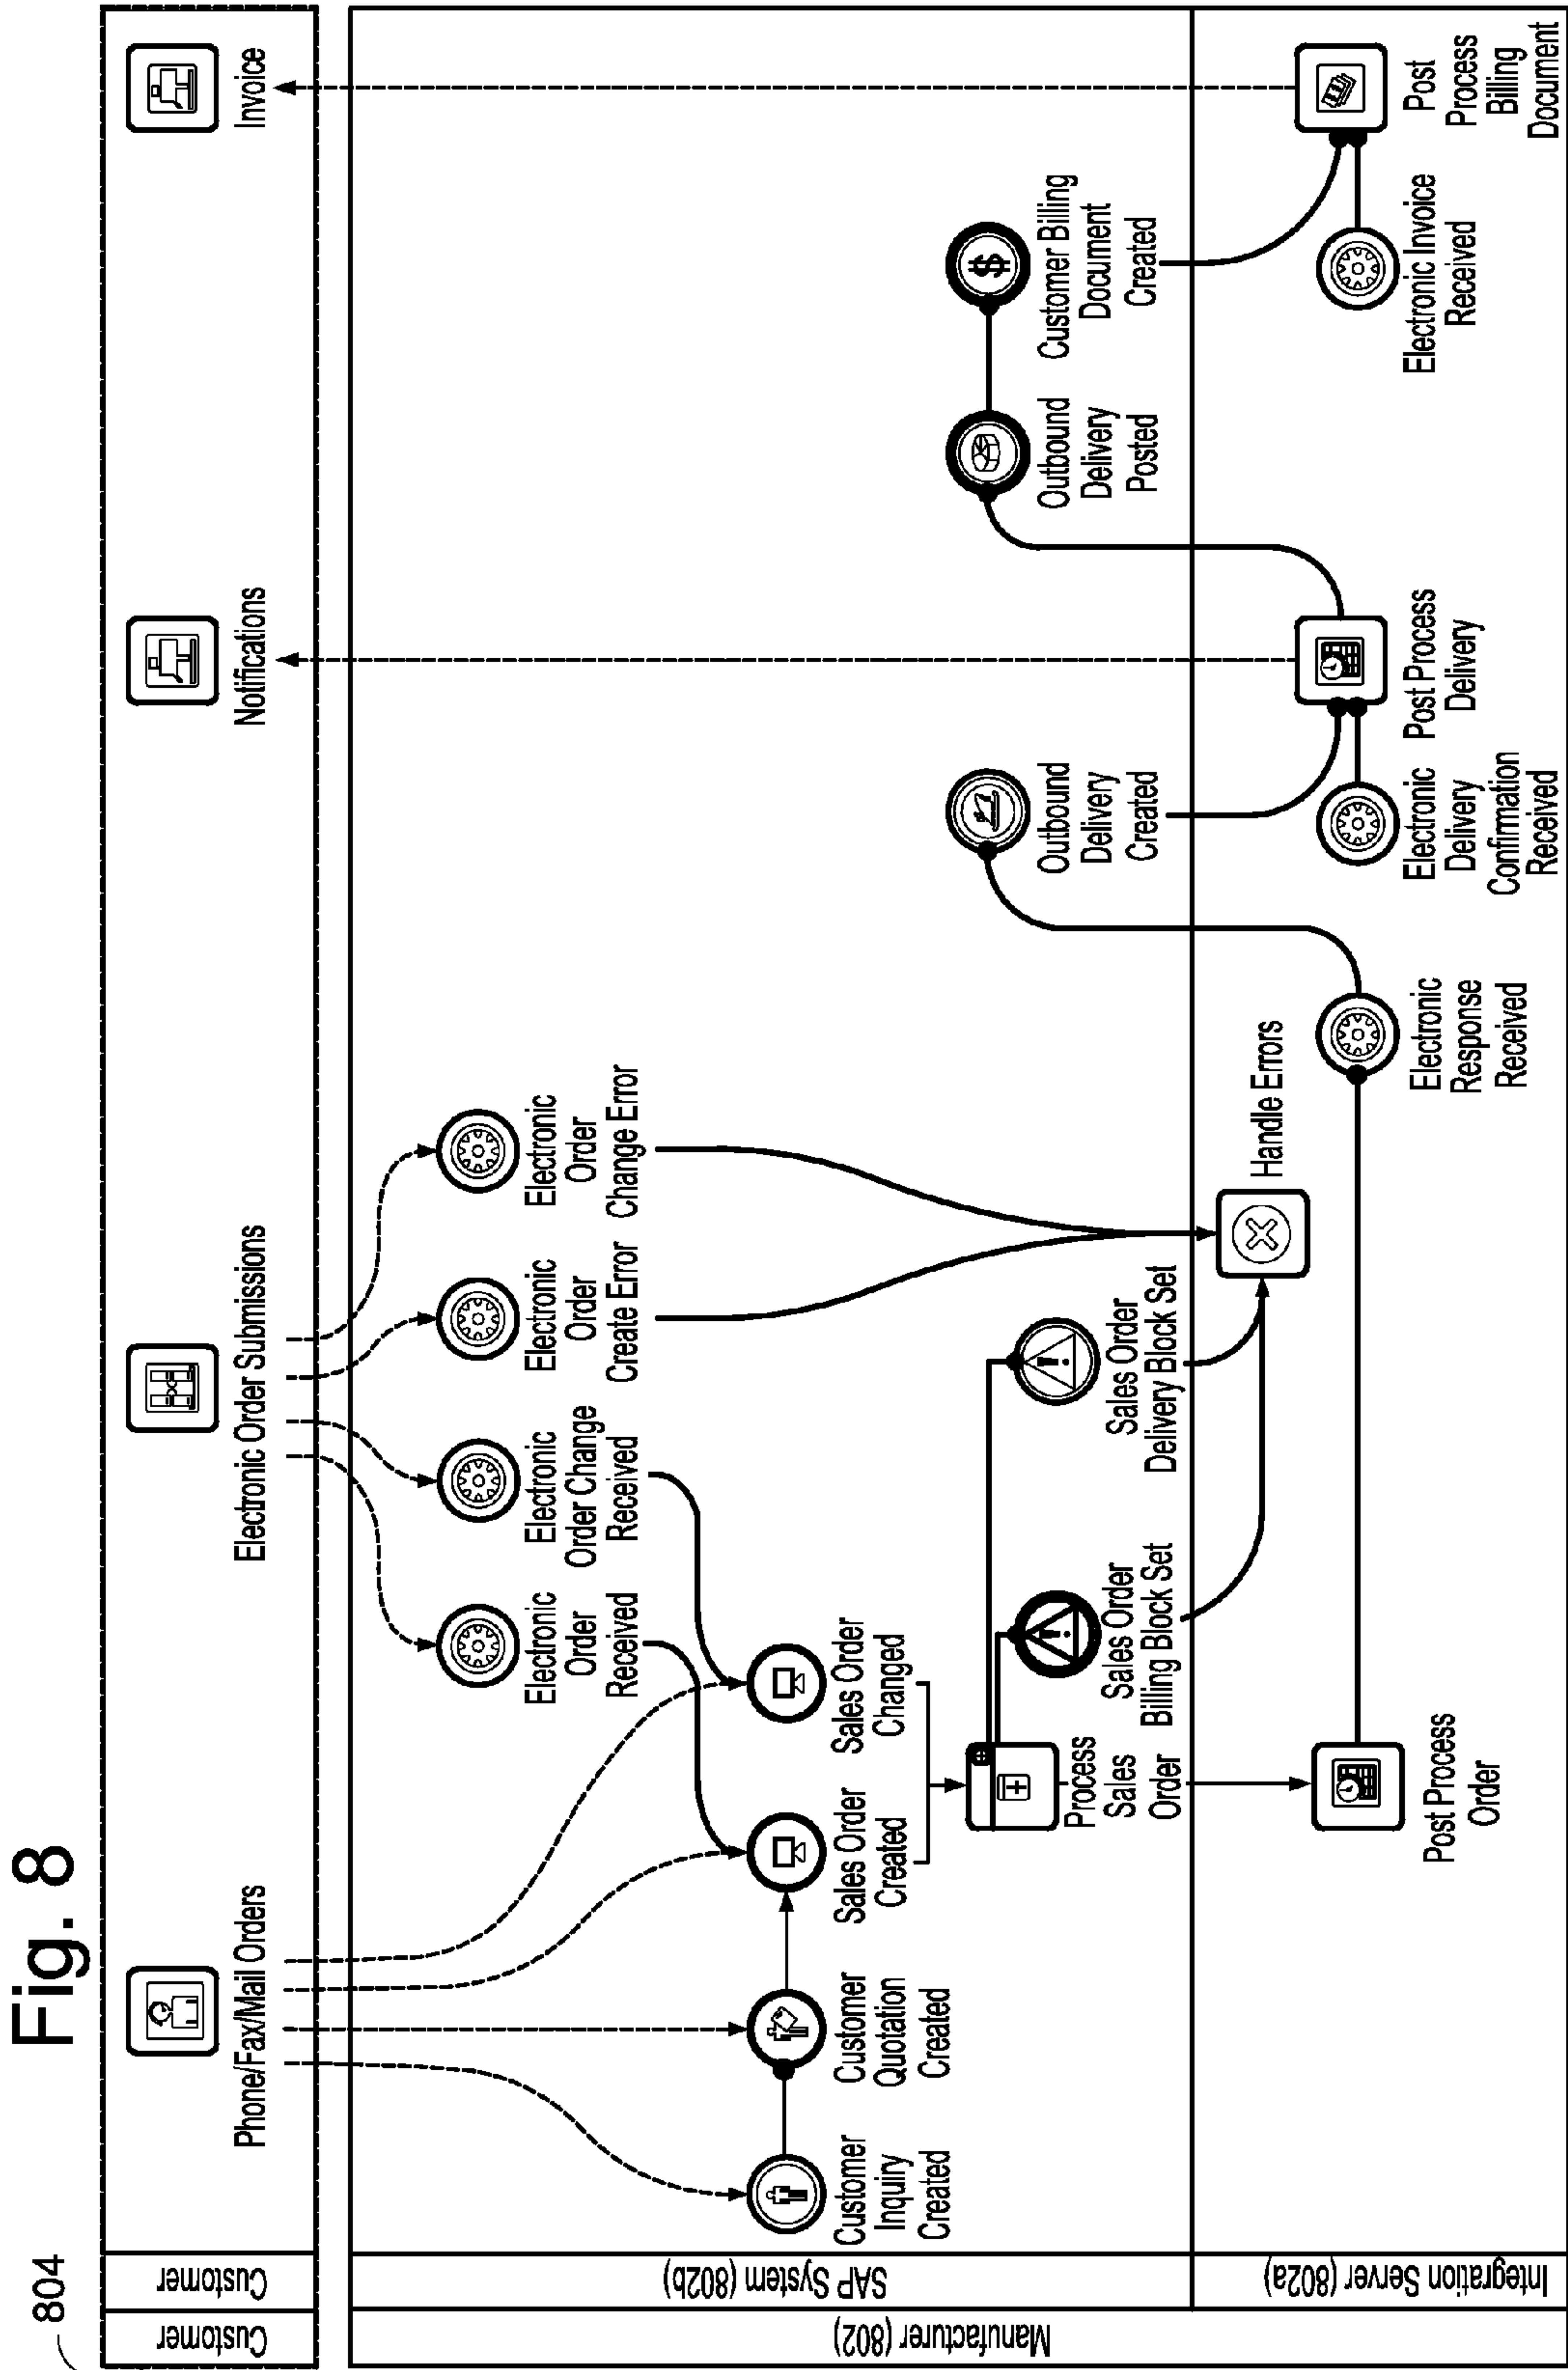 Fig. 8
804
Customer
Customer
Phone/Fax/Mail Orders
Electronic Order Submissions
Notifications
Invoice
Manufacturer (802)
SAP System (802b)
Electronic
Order
Received
Electronic
Order Change
Received
Electronic
Order
Create Error
Electronic
Order
Change Error
Customer
Inquiry
Created
Customer
Quotation
Created
Sales Order
Created
Sales Order
Changed
Process
Sales
Order
Sales Order
Billing Block Set
Sales Order
Delivery Block Set
Outbound
Delivery
Created
Outbound
Delivery
Posted
$
Customer Billing
Document
Created
Integration Server (802a)
Handle Errors
Post Process
Order
Electronic
Response
Received
Electronic
Delivery
Confirmation
Received
Post Process
Delivery
Electronic Invoice
Received
Post
Process
Billing
Document